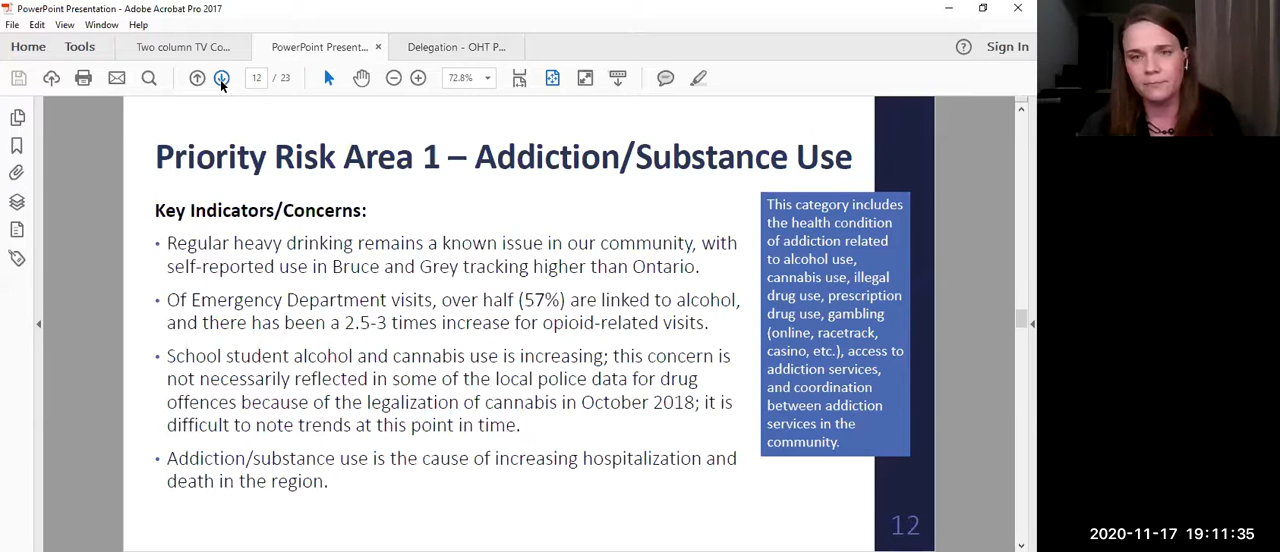 PowerPoint Presentation - Adobe Acrobat Pro 2017
File Edit View Window Help
Home Tools Two column TV Co... PowerPoint Present... × Delegation - OHT P... Sign In
12 / 23 72.8%
Priority Risk Area 1 – Addiction/Substance Use
Key Indicators/Concerns:
• Regular heavy drinking remains a known issue in our community, with
self-reported use in Bruce and Grey tracking higher than Ontario.
• Of Emergency Department visits, over half (57%) are linked to alcohol,
and there has been a 2.5-3 times increase for opioid-related visits.
• School student alcohol and cannabis use is increasing; this concern is
not necessarily reflected in some of the local police data for drug
offences because of the legalization of cannabis in October 2018; it is
difficult to note trends at this point in time.
• Addiction/substance use is the cause of increasing hospitalization and
death in the region.
This category includes
the health condition
of addiction related
to alcohol use,
cannabis use, illegal
drug use, prescription
drug use, gambling
(online, racetrack,
casino, etc.), access to
addiction services,
and coordination
between addiction
services in the
community.
12
2020-11-17 19:11:35